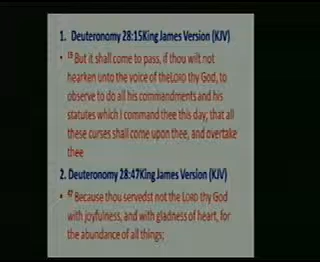 1. Deuteronomy 28:15King James Version (KJV)
• 15 But it shall come to pass, if thou wilt not
hearken unto the voice of theLORD thy God, to
observe to do all his commandments and his
statutes which I command thee this day; that all
these curses shall come upon thee, and overtake
thee
2. Deuteronomy 28:47King James Version (KJV)
• 47 Because thou servedst not the LORD thy God
with joyfulness, and with gladness of heart, for
the abundance of all things;